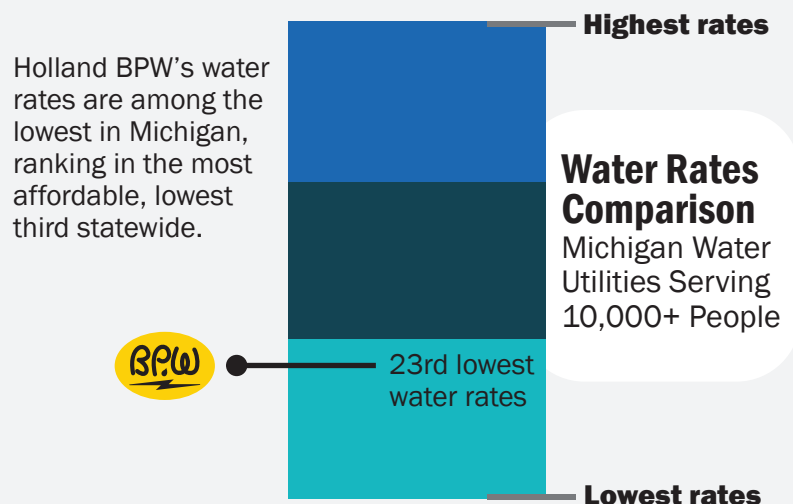 Highest rates
Holland BPW’s water
rates are among the
lowest in Michigan,
ranking in the most
affordable, lowest
third statewide.
Water Rates
Comparison
Michigan Water
Utilities Serving
10,000+ People
BPW
23rd lowest
water rates
Lowest rates